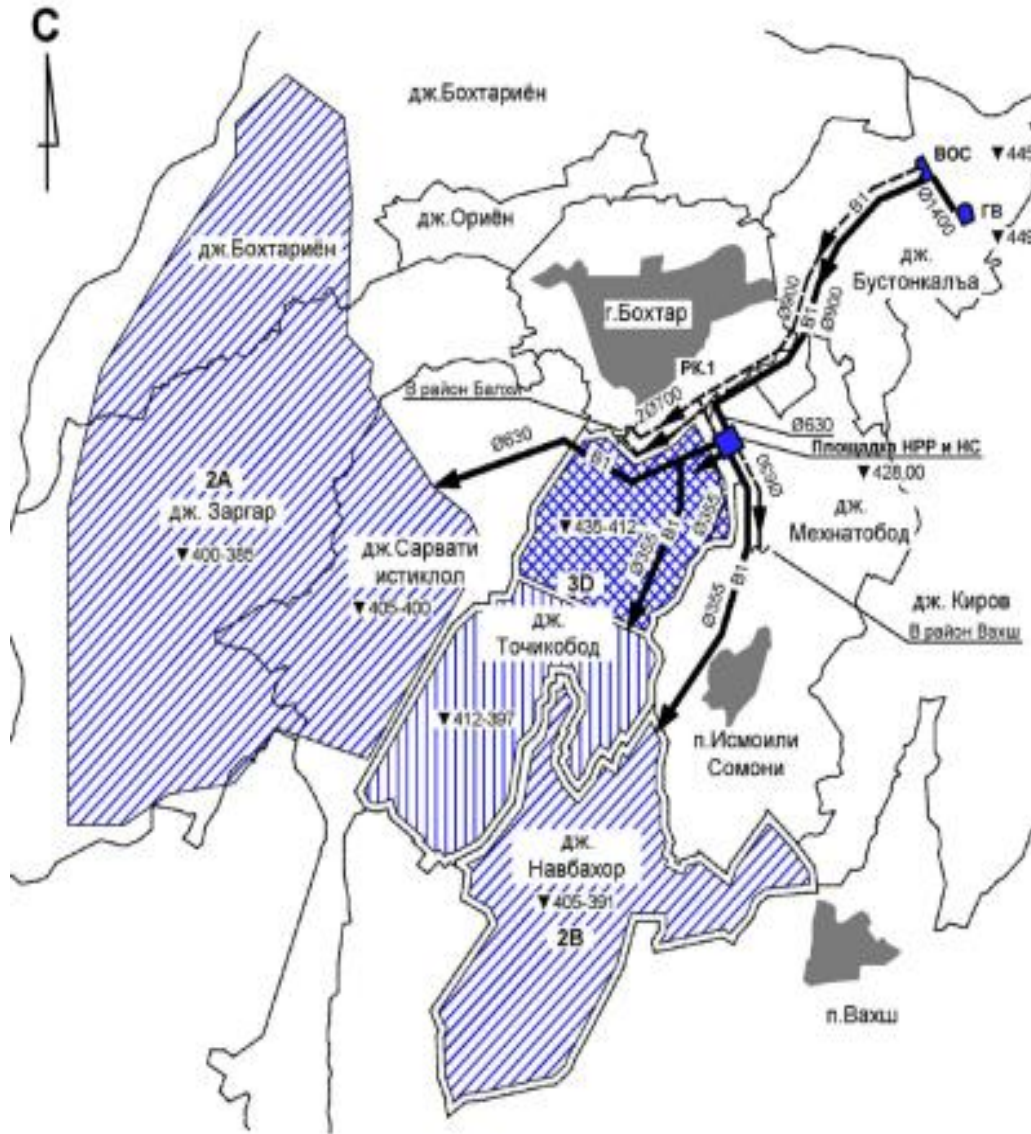 С
дж.Бохтариён
ВОС
▼445
В1
Ø1400
ГВ
▼449
дж.Ориён
дж.Бохтариён
дж.
Бустонкалъа
г.Бохтар
Ø900
В1
Ø900
РК.1
В район Балхи
2Ø700
Ø630
Ø630
Площадка НРР и НС
В1
▼428,00
2А
дж. Заргар
▼400-385
дж.
Мехнатобод
▼435-412
Ø355
В1
дж.Сарвати
истиклол
▼405-400
3D
В1
Ø355
дж. Киров
В район Вахш
дж.
Точикобод
▼412-397
п.Исмоили
Сомони
дж.
Навбахор
▼405-391
2В
п.Вахш